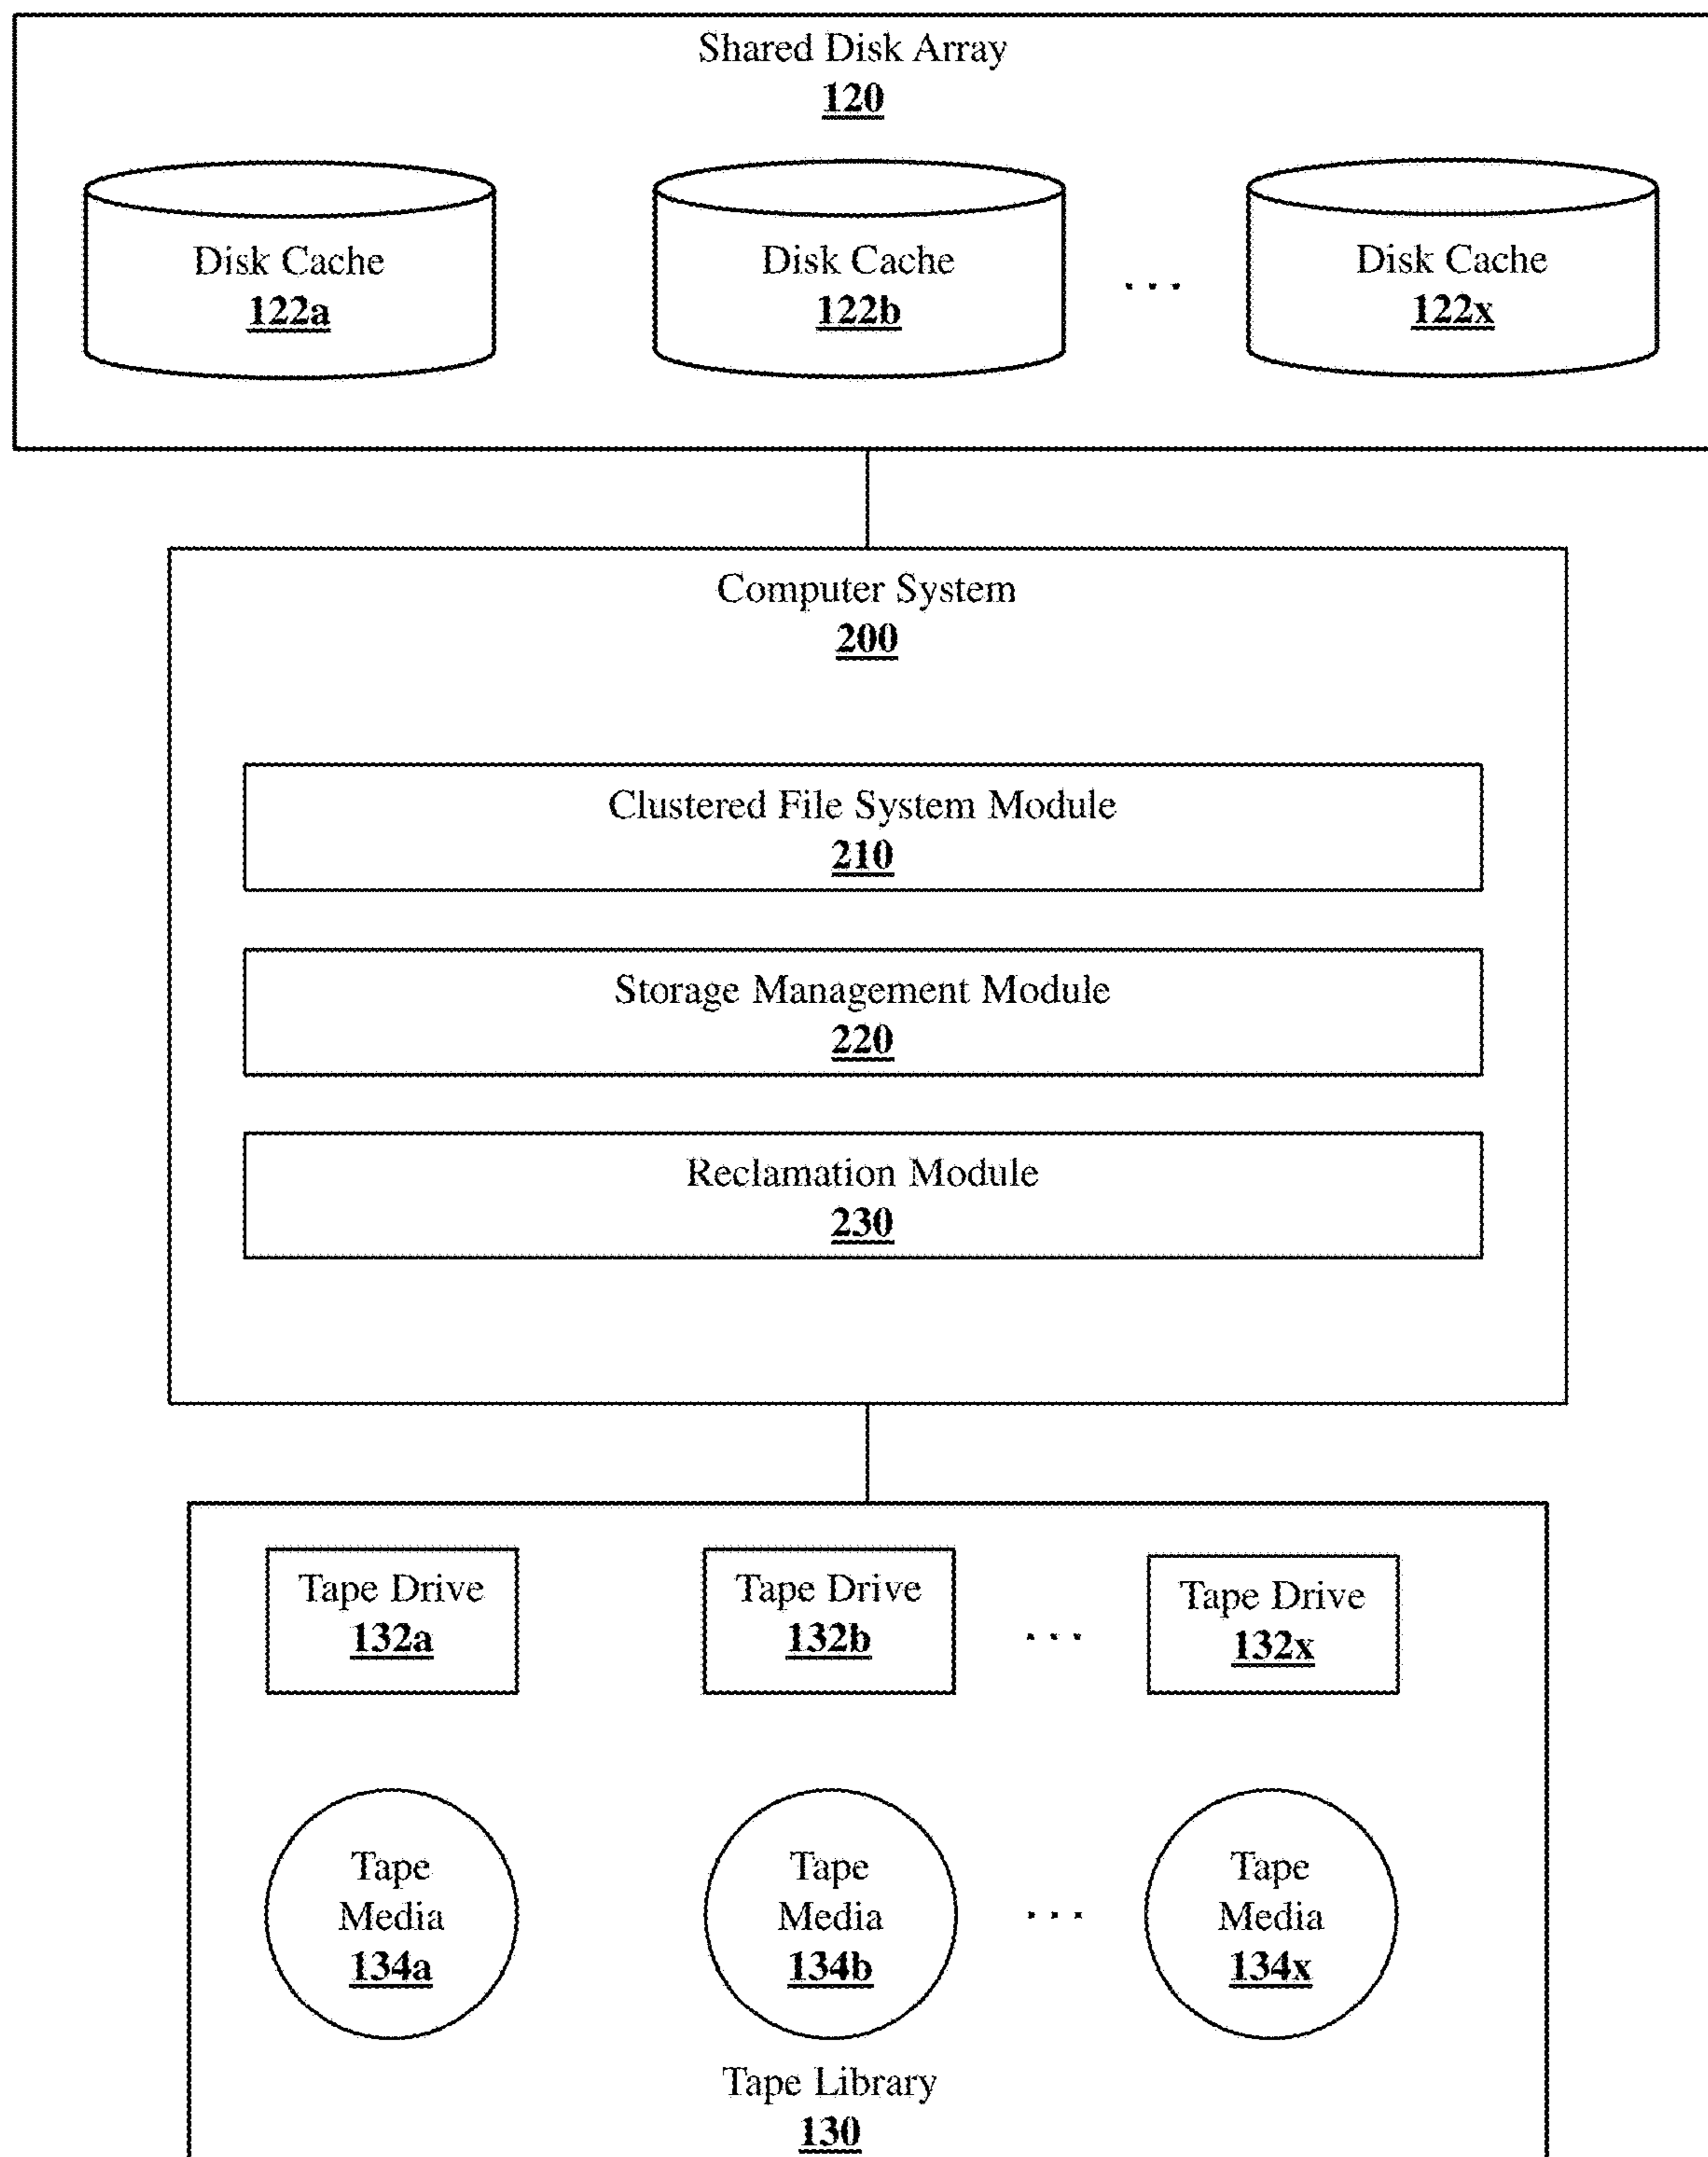 Shared Disk Array
120
Disk Cache
122a
Disk Cache
122b
. . .
Disk Cache
122x
Computer System
200
Clustered File System Module
210
Storage Management Module
220
Reclamation Module
230
Tape Drive
132a
Tape Drive
132b
. . .
Tape Drive
132x
Tape
Media
134a
Tape
Media
134b
. . .
Tape
Media
134x
Tape Library
130